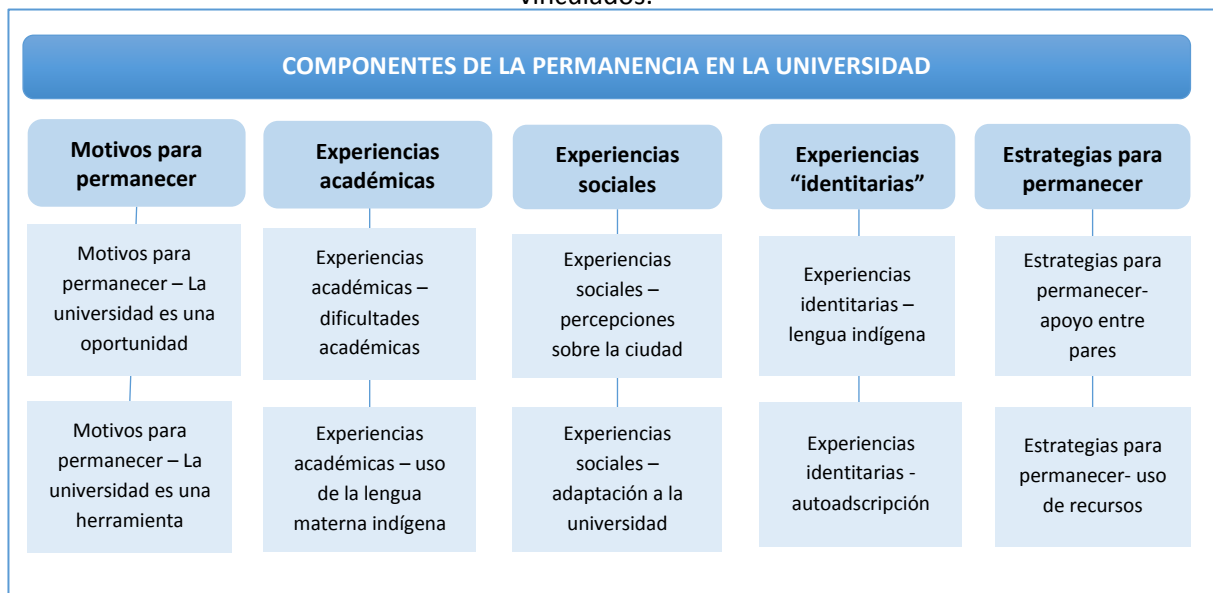 vinculados.
COMPONENTES DE LA PERMANENCIA EN LA UNIVERSIDAD
Motivos para
permanecer
Motivos para
permanecer – La
universidad es una
oportunidad
Motivos para
permanecer – La
universidad es una
herramienta
Experiencias
académicas
Experiencias
académicas –
dificultades
académicas
Experiencias
académicas – uso
de la lengua
materna indígena
Experiencias
sociales
Experiencias
sociales –
percepciones
sobre la ciudad
Experiencias
sociales –
adaptación a la
universidad
Experiencias
“identitarias”
Experiencias
identitarias –
lengua indígena
Experiencias
identitarias -
autoadscripción
Estrategias para
permanecer
Estrategias para
permanecer-
apoyo entre
pares
Estrategias para
permanecer- uso
de recursos